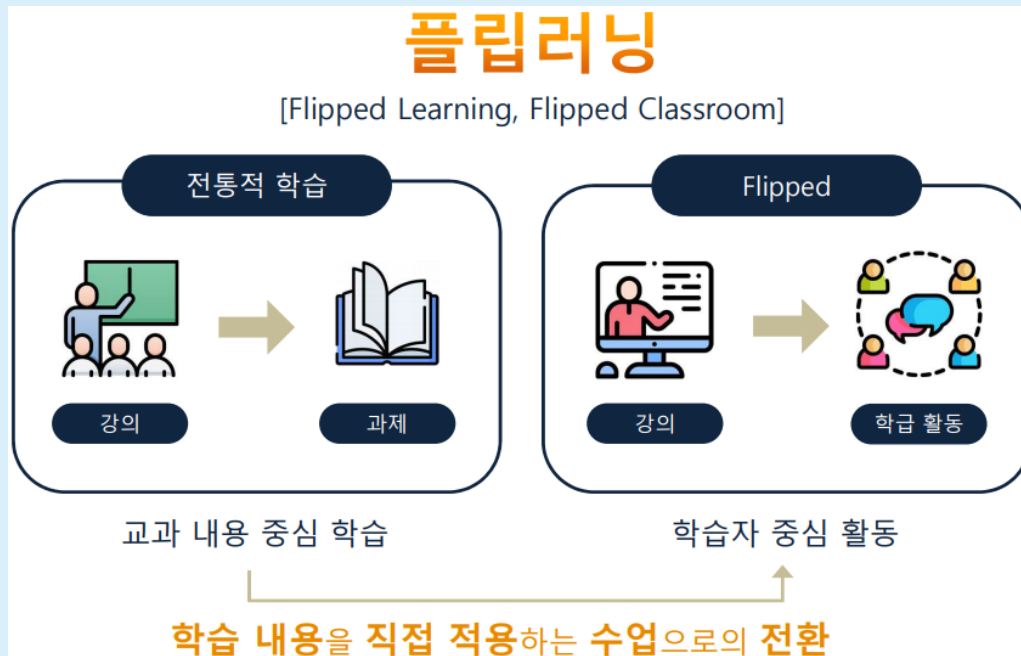 플립러닝
[Flipped Learning, Flipped Classroom]
전통적 학습
강의
과제
교과 내용 중심 학습
Flipped
강의
학급 활동
학습자 중심 활동
학습 내용을 직접 적용하는 수업으로의 전환